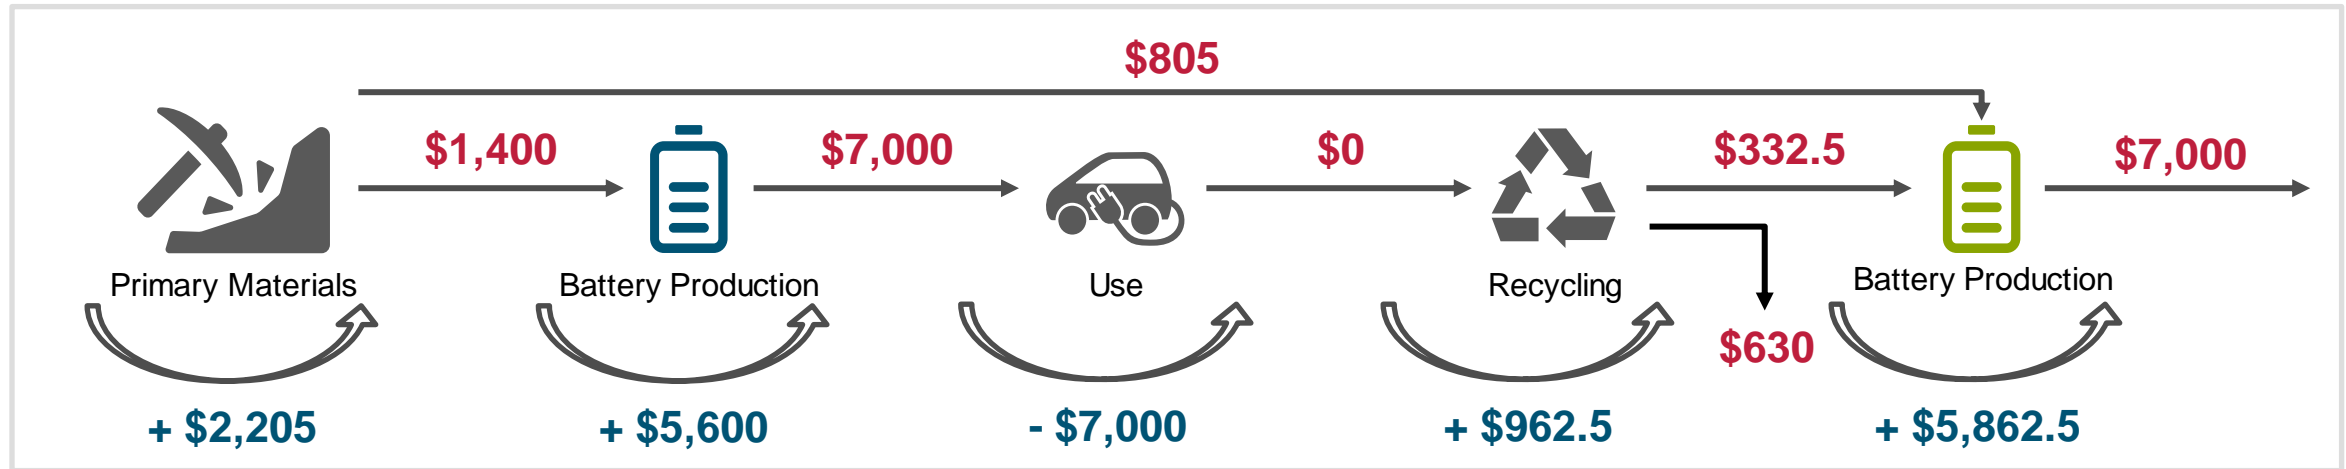 $805
$1,400
$7,000
$0
$332.5
$7,000
Primary Materials
Battery Production
Use
Recycling
Battery Production
$630
+ $2,205
+ $5,600
- $7,000
+ $962.5
+ $5,862.5